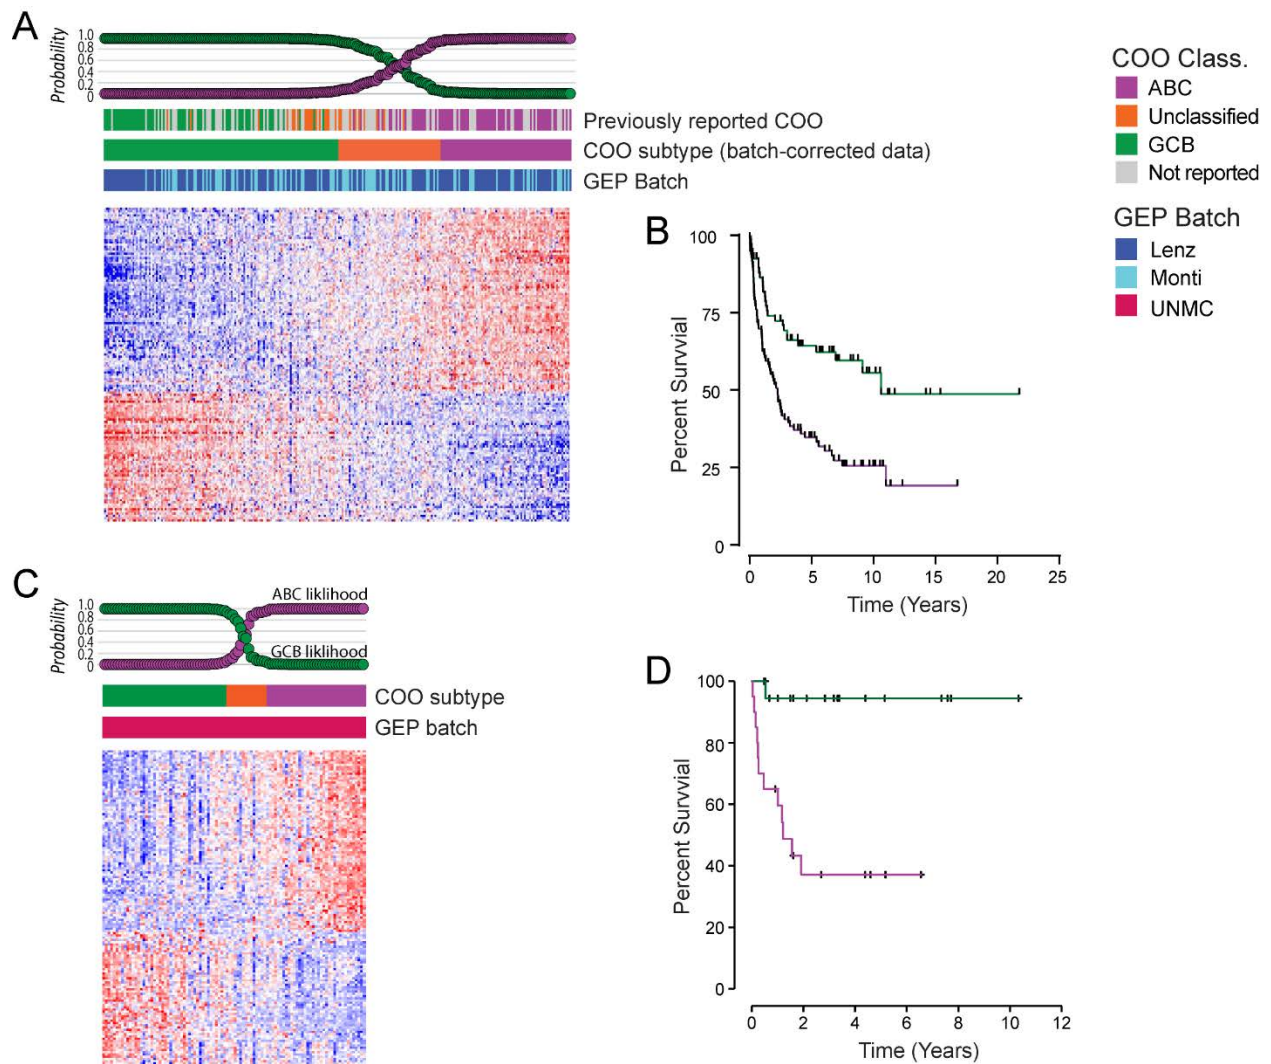 A
Probability
1.0
0.8
0.6
0.4
0.2
0
Previously reported COO
COO subtype (batch-corrected data)
GEP Batch
COO Class.
ABC
Unclassified
GCB
Not reported
GEP Batch
Lenz
Monti
UNMC
B
Percent Survvial
100
75
50
25
0
0 5 10 15 20 25
Time (Years)
C
Probability
1.0
0.8
0.6
0.4
0.2
0
ABC liklihood
GCB liklihood
COO subtype
GEP batch
D
Percent Survvial
100
80
60
40
20
0
0 2 4 6 8 10 12
Time (Years)